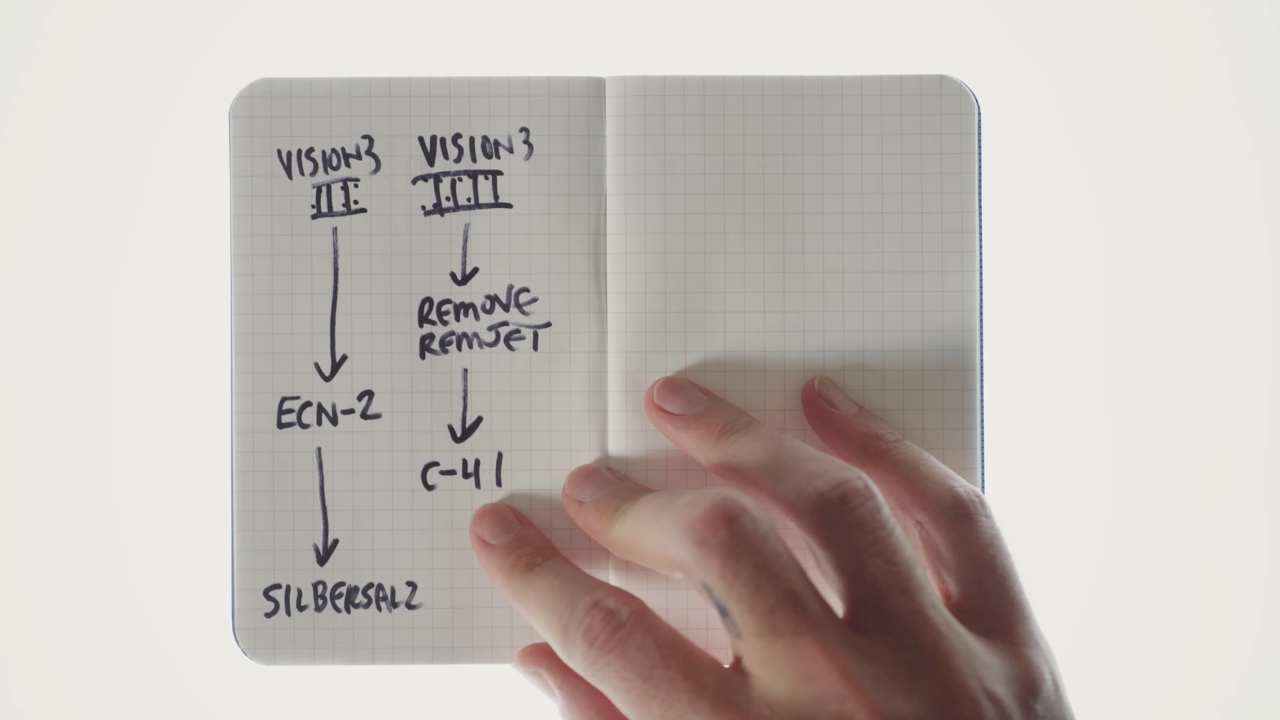 VISION3
ECN-2
SILBERSALZ
VISION3
REMOVE
REMJET
C-41